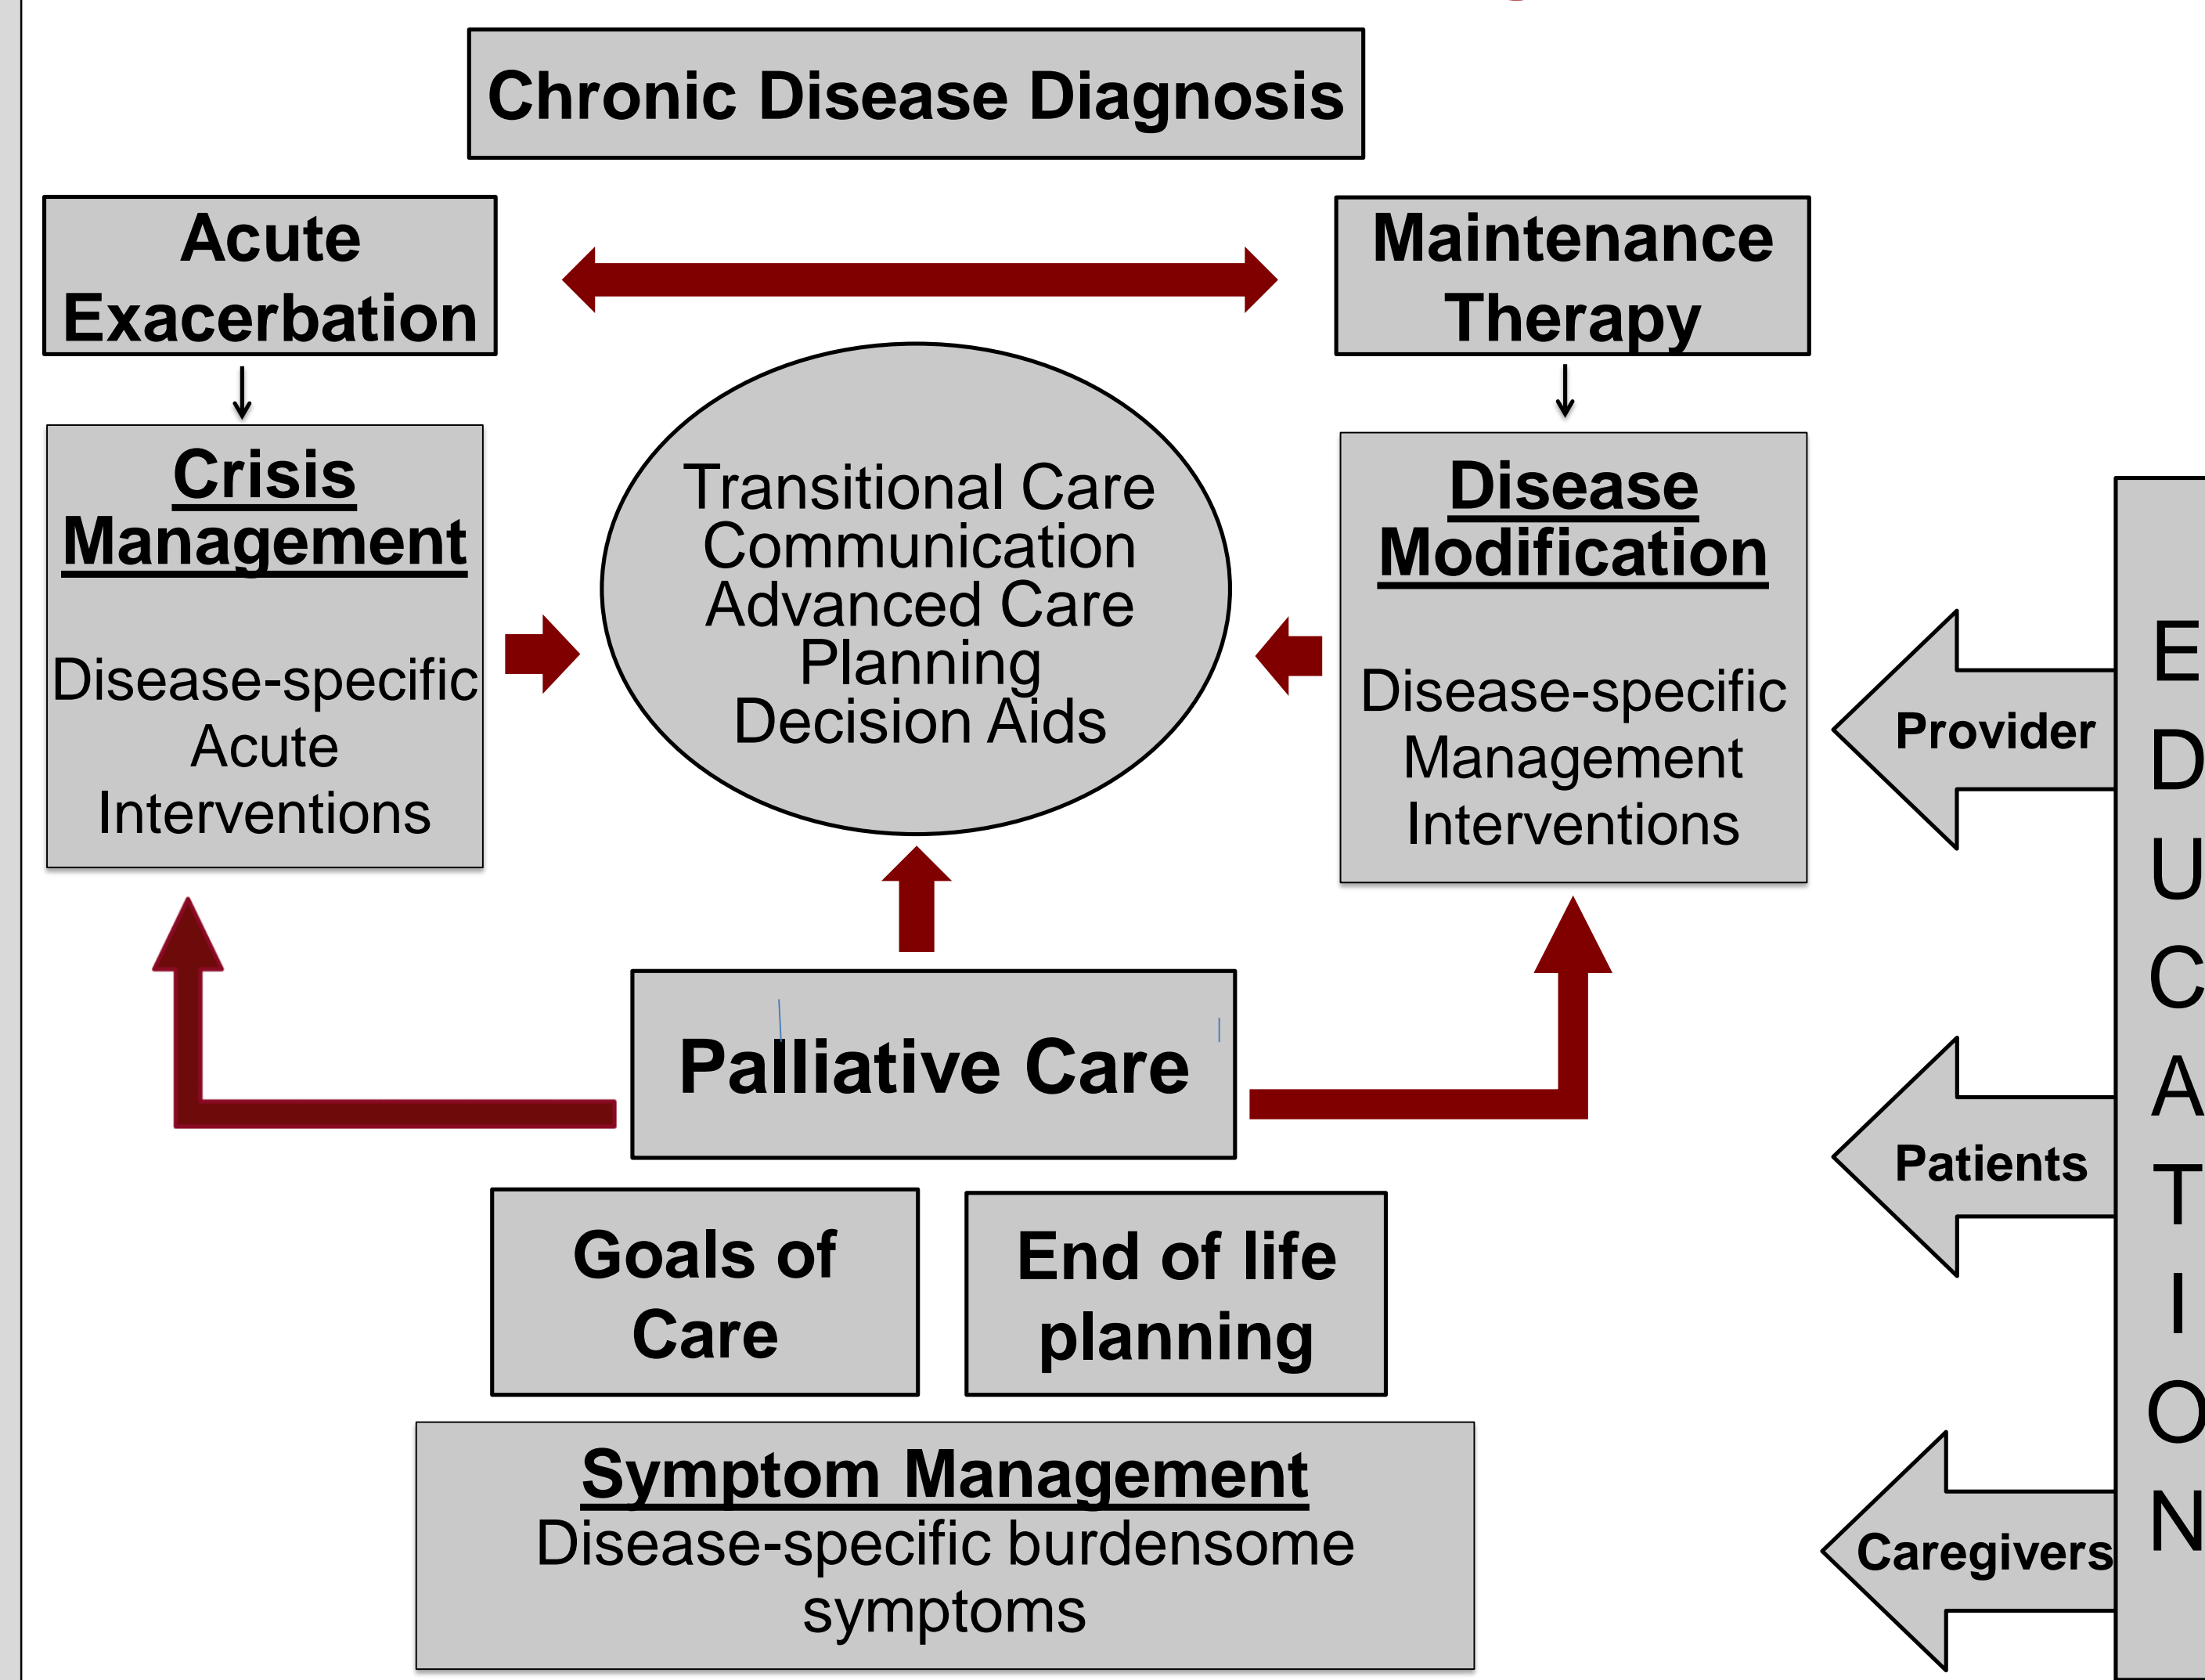 Chronic Disease Diagnosis
Acute
Exacerbation
Maintenance
Therapy
Crisis
Management
Disease-specific
Acute
Interventions
Transitional Care
Communication
Advanced Care
Planning
Decision Aids
Disease
Modification
Disease-specific
Management
Interventions
Palliative Care
Goals of
Care
End of life
planning
Symptom Management
Disease-specific burdensome
symptoms
Provider
Patients
Caregivers
E
D
U
C
A
T
I
O
N